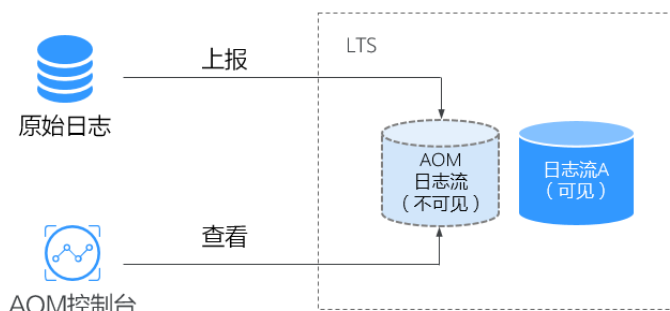 上报
LTS
原始日志
AOM
日志流
（不可见）
日志流A
（可见）
查看
AOM控制台